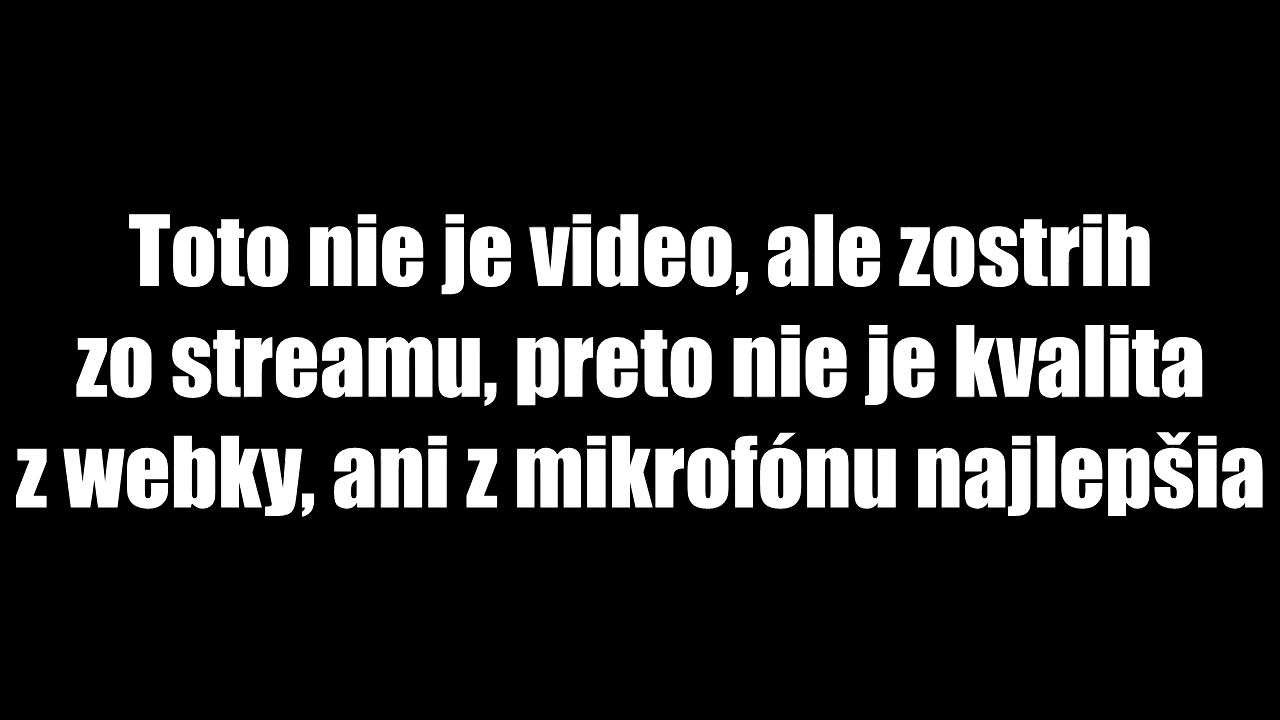 Toto nie je video, ale zostrih
zo streamu, preto nie je kvalita
z webky, ani z mikrofónu najlepšia